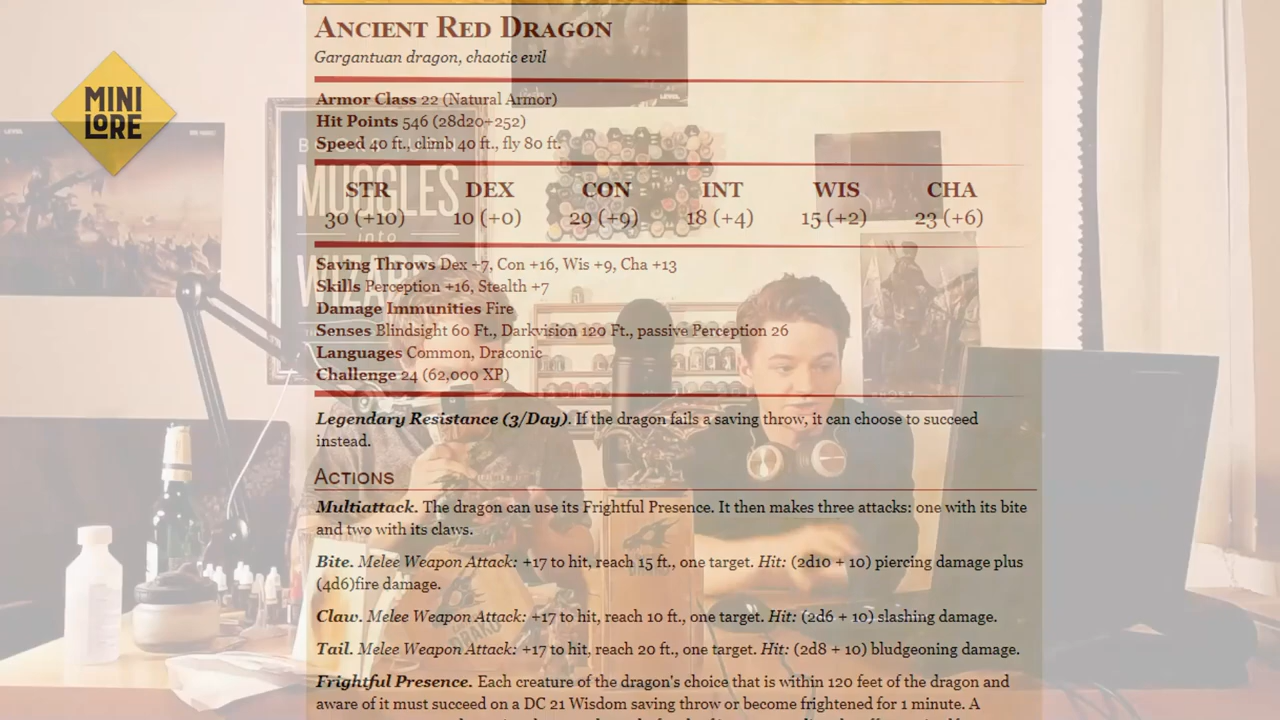 ANCIENT RED DRAGON
Gargantuan dragon, chaotic evil
MINI
LORE
Armor Class 22 (Natural Armor)
Hit Points 546 (28d20+252)
Speed 40 ft., climb 40 ft., fly 80 ft.
MUGGLES
into
WIZARDS
STR DEX CON INT WIS CHA
30 (+10) 10 (+0) 29 (+9) 18 (+4) 15 (+2) 23 (+6)
Saving Throws Dex +7, Con +16, Wis +9, Cha +13
Skills Perception +16, Stealth +7
Damage Immunities Fire
Senses Blindsight 60 Ft., Darkvision 120 Ft., passive Perception 26
Languages Common, Draconic
Challenge 24 (62,000 XP)
Legendary Resistance (3/Day). If the dragon fails a saving throw, it can choose to succeed
instead.
ACTIONS
Multiattack. The dragon can use its Frightful Presence. It then makes three attacks: one with its bite
and two with its claws.
Bite. Melee Weapon Attack: +17 to hit, reach 15 ft., one target. Hit: (2d10 + 10) piercing damage plus
(4d6)fire damage.
Claw. Melee Weapon Attack: +17 to hit, reach 10 ft., one target. Hit: (2d6 + 10) slashing damage.
Tail. Melee Weapon Attack: +17 to hit, reach 20 ft., one target. Hit: (2d8 + 10) bludgeoning damage.
Frightful Presence. Each creature of the dragon's choice that is within 120 feet of the dragon and
aware of it must succeed on a DC 21 Wisdom saving throw or become frightened for 1 minute. A